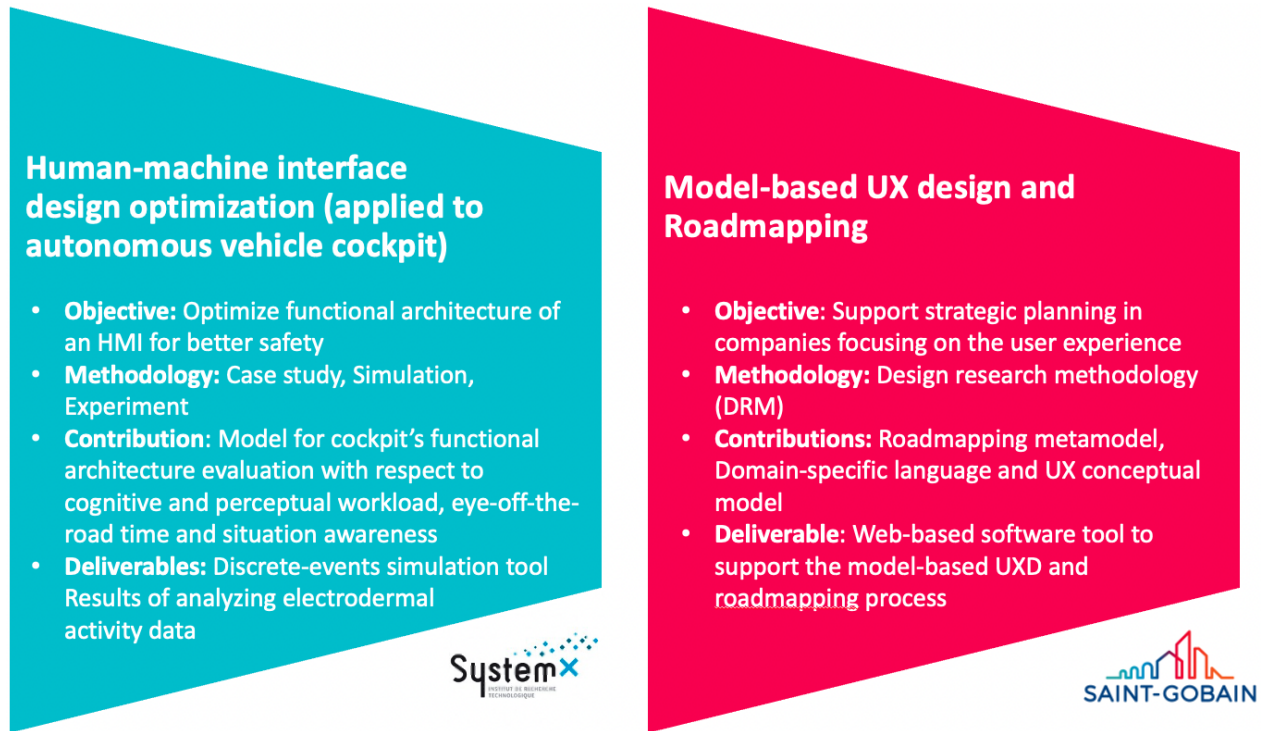 Human-machine interface
design optimization (applied to
autonomous vehicle cockpit)
• Objective: Optimize functional architecture of
an HMI for better safety
• Methodology: Case study, Simulation,
Experiment
• Contribution: Model for cockpit’s functional
architecture evaluation with respect to
cognitive and perceptual workload, eye-off-the-
road time and situation awareness
• Deliverables: Discrete-events simulation tool
Results of analyzing electrodermal
activity data
SystemX
INSTITUT DE RECHERCHE
TECHNOLOGIQUE
Model-based UX design and
Roadmapping
• Objective: Support strategic planning in
companies focusing on the user experience
• Methodology: Design research methodology
(DRM)
• Contributions: Roadmapping metamodel,
Domain-specific language and UX conceptual
model
• Deliverable: Web-based software tool to
support the model-based UXD and
roadmapping process
SAINT-GOBAIN